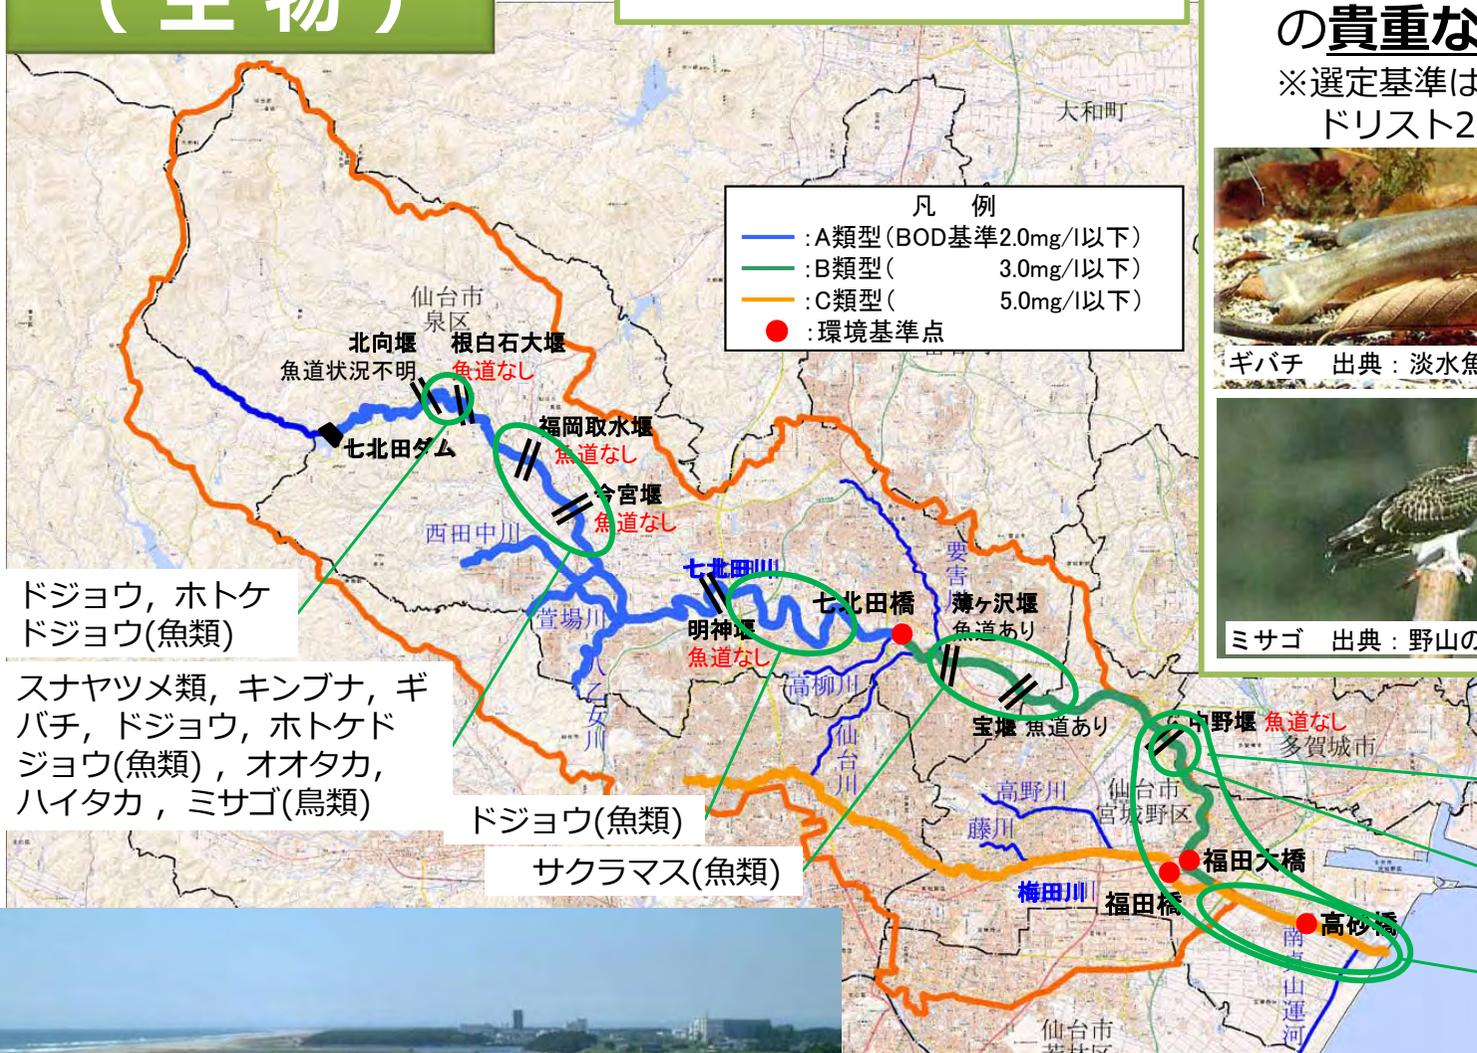 (生物)
の貴重な
※選定基準は
ドリスト2
大和町
凡　例
:A類型(BOD基準2.0mg/l以下)
:B類型(　　　3.0mg/l以下)
:C類型(　　　5.0mg/l以下)
:環境基準点
ギバチ　出典：淡水魚
仙台市
泉区
北向堰
魚道状況不明
根白石大堰
魚道なし
七北田ダム
福岡取水堰
魚道なし
今宮堰
魚道なし
西田中川
七北田川
要害川
七北田橋
薄ヶ沢堰
魚道あり
ドジョウ，ホトケ
ドジョウ(魚類)
萱場川
明神堰
魚道なし
ミサゴ　出典：野山の
スナヤツメ類，キンブナ，ギ
バチ，ドジョウ，ホトケド
ジョウ(魚類)，オオタカ，
ハイタカ，ミサゴ(鳥類)
八乙女川
高柳川
仙台川
宝堰 魚道あり
中野堰 魚道なし
多賀城市
高野川
仙台市
宮城野区
藤川
ドジョウ(魚類)
サクラマス(魚類)
福田大橋
梅田川
福田橋
高砂橋
南貞山運河
仙台市
若林区